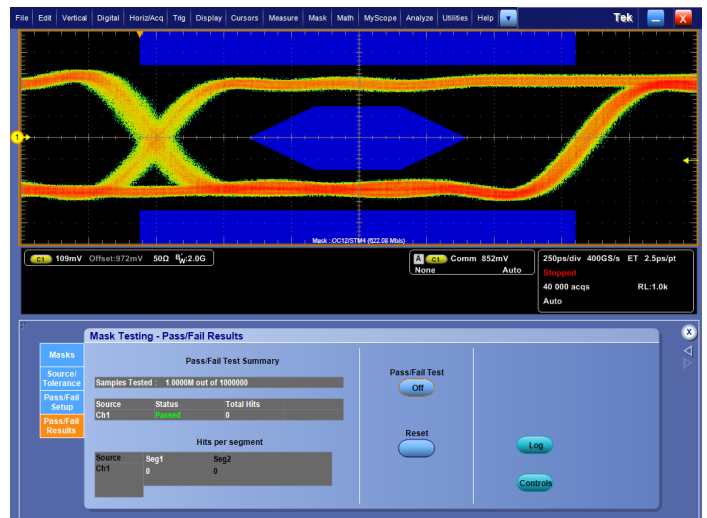 File Edit Vertical Digital Horiz/Acq Trig Display Cursors Measure Mask Math MyScope Analyze Utilities Help Tek X
1
Mask : OC12/STM4 (622.08 Mb/s)
C1 109mV Offset:972mV 50Ω BW:2.0G
A C1 Comm 852mV
None Auto
250ps/div 400GS/s ET 2.5ps/pt
Stopped
40 000 acqs RL:1.0k
Auto
Mask Testing - Pass/Fail Results
X
Masks
Source/
Tolerance
Pass/Fail
Setup
Pass/Fail
Results
Pass/Fail Test Summary
Samples Tested : 1.0000M out of 1000000
Source Status Total Hits
Ch1 Passed 0
Hits per segment
Source Seg1 Seg2
Ch1 0 0
Pass/Fail Test
Off
Reset
Log
Controls